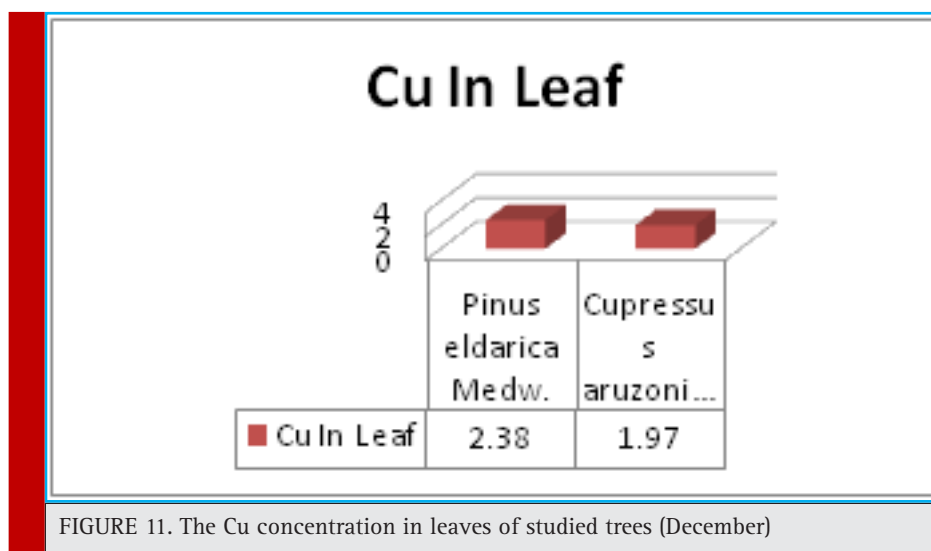 Cu In Leaf
4
2
0
Pinus
eldarica
Medw.
Cupressu
s
aruzoni...
Cu In Leaf 2.38 1.97
FIGURE 11. The Cu concentration in leaves of studied trees (December)